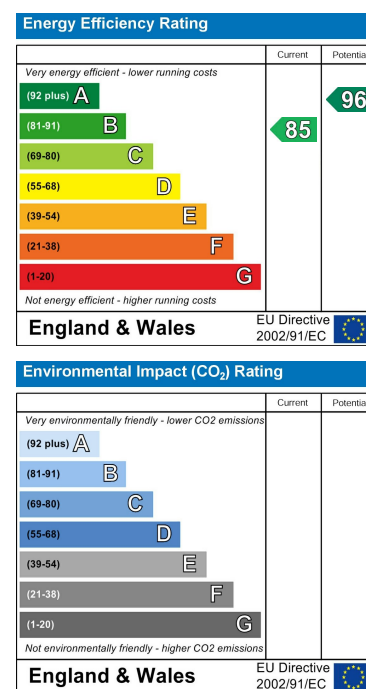 Energy Efficiency Rating
Current Potentia
Very energy efficient - lower running costs
(92 plus) A
96
(81-91) B
85
(69-80) C
(55-68) D
(39-54) E
(21-38) F
(1-20) G
Not energy efficient - higher running costs
England & Wales
EU Directive
2002/91/EC
Environmental Impact (CO₂) Rating
Current Potentia
Very environmentally friendly - lower CO2 emissions
(92 plus) A
(81-91) B
(69-80) C
(55-68) D
(39-54) E
(21-38) F
(1-20) G
Not environmentally friendly - higher CO2 emissions
England & Wales
EU Directive
2002/91/EC